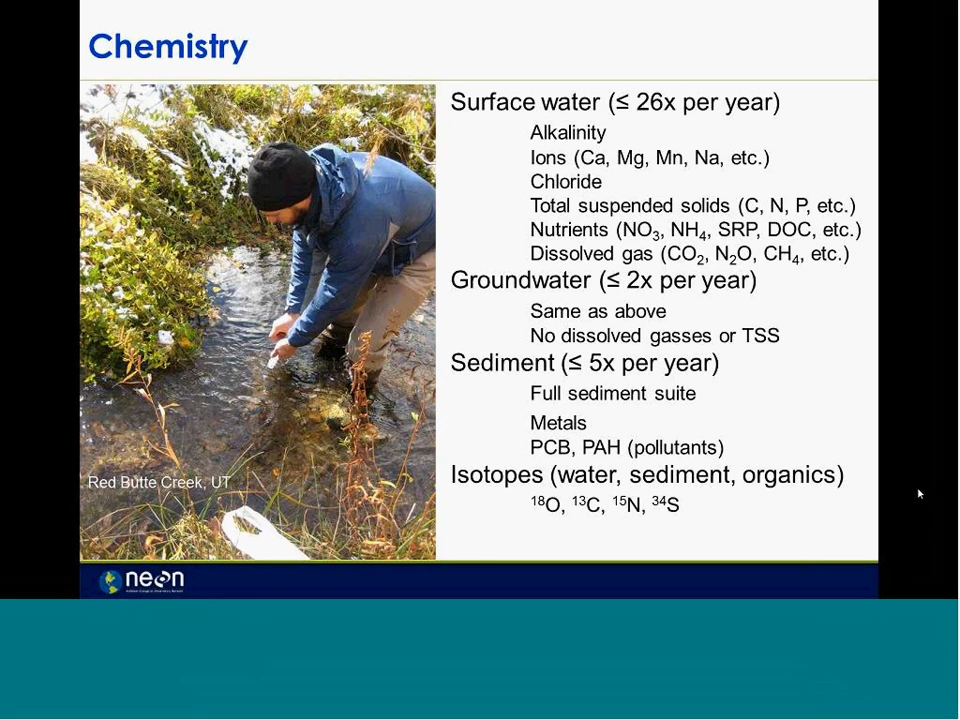 Chemistry
Surface water (≤ 26x per year)
Alkalinity
Ions (Ca, Mg, Mn, Na, etc.)
Chloride
Total suspended solids (C, N, P, etc.)
Nutrients (NO₃, NH₄, SRP, DOC, etc.)
Dissolved gas (CO₂, N₂O, CH₄, etc.)
Groundwater (≤ 2x per year)
Same as above
No dissolved gasses or TSS
Sediment (≤ 5x per year)
Full sediment suite
Metals
PCB, PAH (pollutants)
Isotopes (water, sediment, organics)
¹⁸O, ¹³C, ¹⁵N, ³⁴S
Red Butte Creek, UT
neon